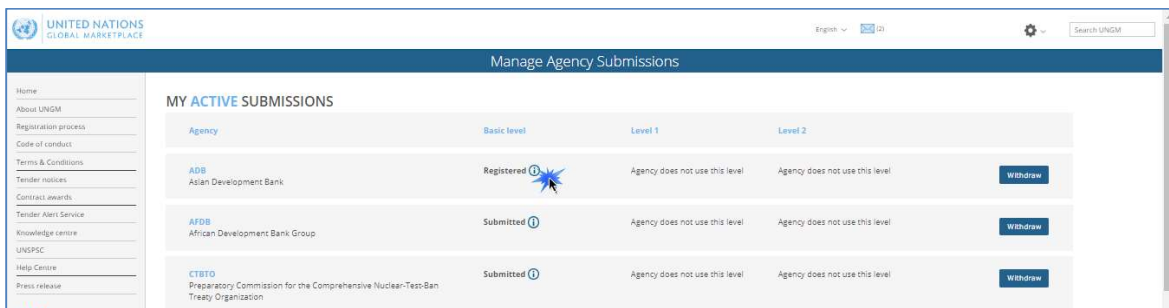 UNITED NATIONS
GLOBAL MARKETPLACE
English
(2)
Search UNGM
Manage Agency Submissions
Home
About UNGM
Registration process
Code of conduct
Terms & Conditions
Tender notices
Contract awards
Tender Alert Service
Knowledge centre
UNSPSC
Help Centre
Press release
MY ACTIVE SUBMISSIONS
Agency Basic level Level 1 Level 2
ADB Registered Agency does not use this level Agency does not use this level Withdraw
Asian Development Bank
AFDB Submitted Agency does not use this level Agency does not use this level Withdraw
African Development Bank Group
CTBTO Submitted Agency does not use this level Agency does not use this level Withdraw
Preparatory Commission for the Comprehensive Nuclear-Test-Ban
Treaty Organization